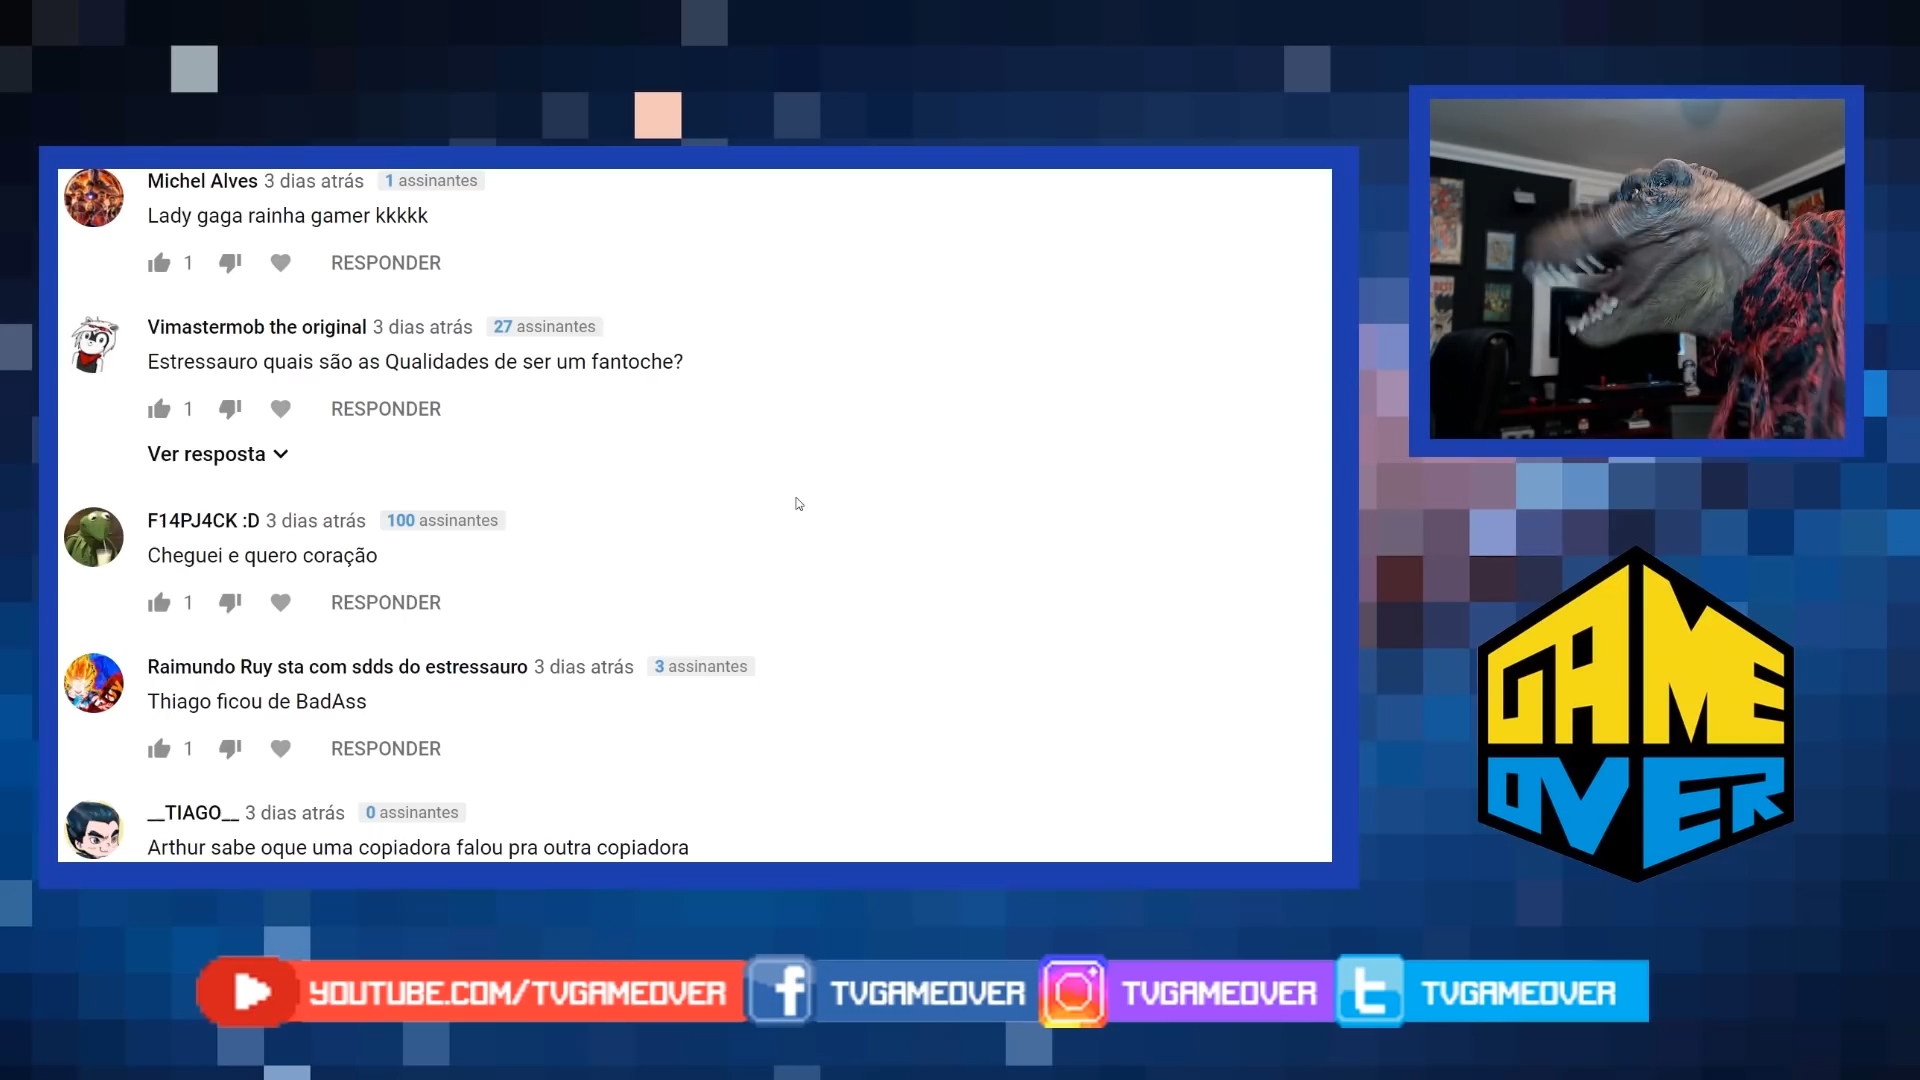 Michel Alves 3 dias atrás 1 assinantes
Lady gaga rainha gamer kkkkk
1 RESPONDER
Vimastermob the original 3 dias atrás 27 assinantes
Estressauro quais são as Qualidades de ser um fantoche?
1 RESPONDER
Ver resposta
F14PJ4CK :D 3 dias atrás 100 assinantes
Cheguei e quero coração
1 RESPONDER
Raimundo Ruy sta com sdds do estressauro 3 dias atrás 3 assinantes
Thiago ficou de BadAss
1 RESPONDER
__TIAGO__ 3 dias atrás 0 assinantes
Arthur sabe oque uma copiadora falou pra outra copiadora
GAME
OVER
YOUTUBE.COM/TVGAMEOVER TVGAMEOVER TVGAMEOVER TVGAMEOVER